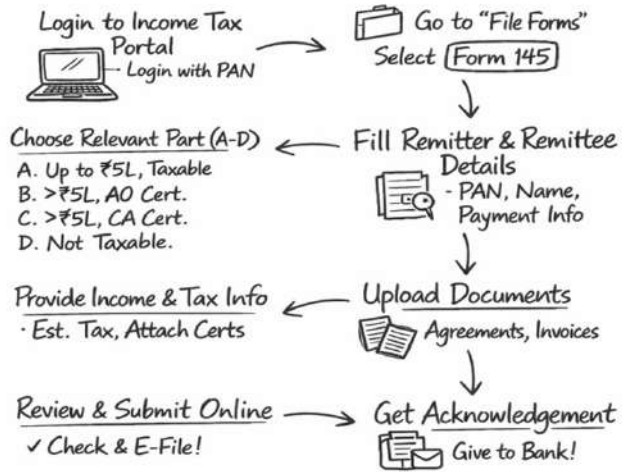 Login to Income Tax
Portal
Login with PAN
Go to "File Forms"
Select Form 145
Fill Remitter & Remittee
Details
- PAN, Name,
Payment Info
Choose Relevant Part (A-D)
A. Up to ₹5L, Taxable
B. >₹5L, AO Cert.
C. >₹5L, CA Cert.
D. Not Taxable.
Upload Documents
Agreements, Invoices
Provide Income & Tax Info
· Est. Tax, Attach Certs
Review & Submit Online
✓ Check & E-File!
Get Acknowledgement
Give to Bank!